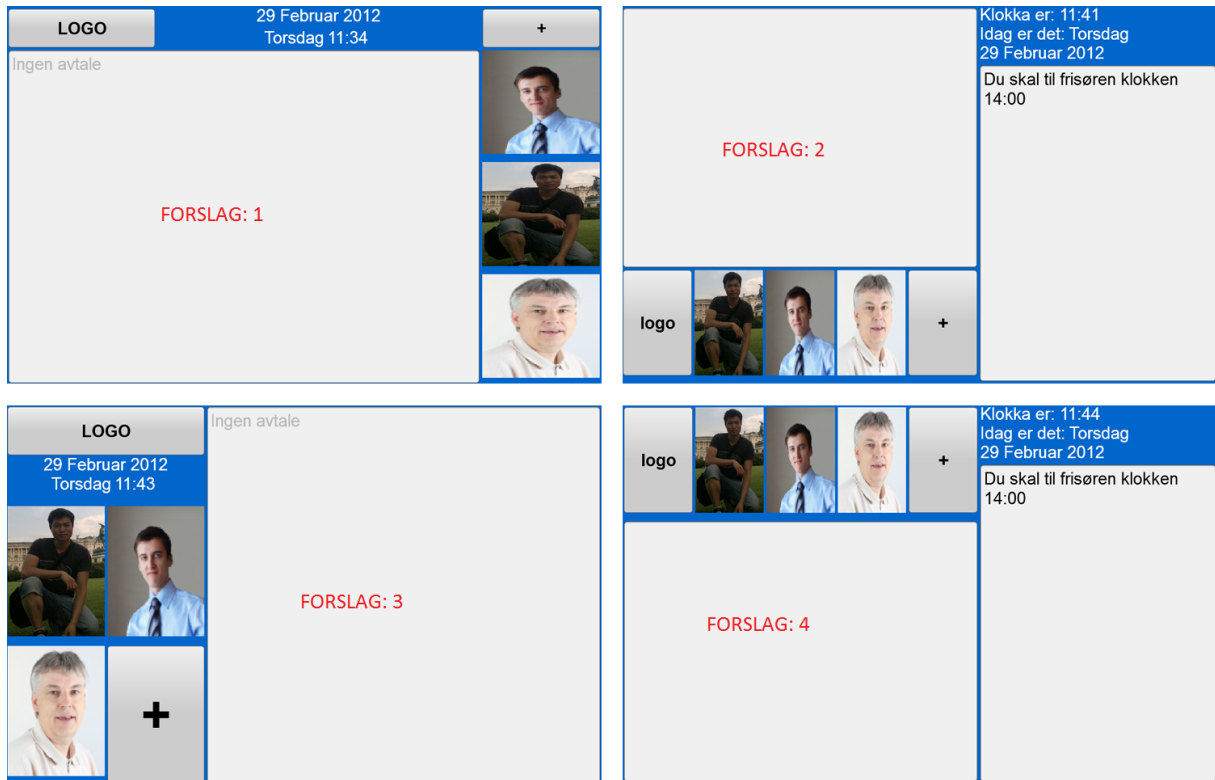 LOGO
29 Februar 2012
Torsdag 11:34
+
Ingen avtale
FORSLAG: 1
FORSLAG: 2
logo
+
Klokka er: 11:41
Idag er det: Torsdag
29 Februar 2012
Du skal til frisøren klokken
14:00
LOGO
29 Februar 2012
Torsdag 11:43
+
Ingen avtale
FORSLAG: 3
logo
+
FORSLAG: 4
Klokka er: 11:44
Idag er det: Torsdag
29 Februar 2012
Du skal til frisøren klokken
14:00